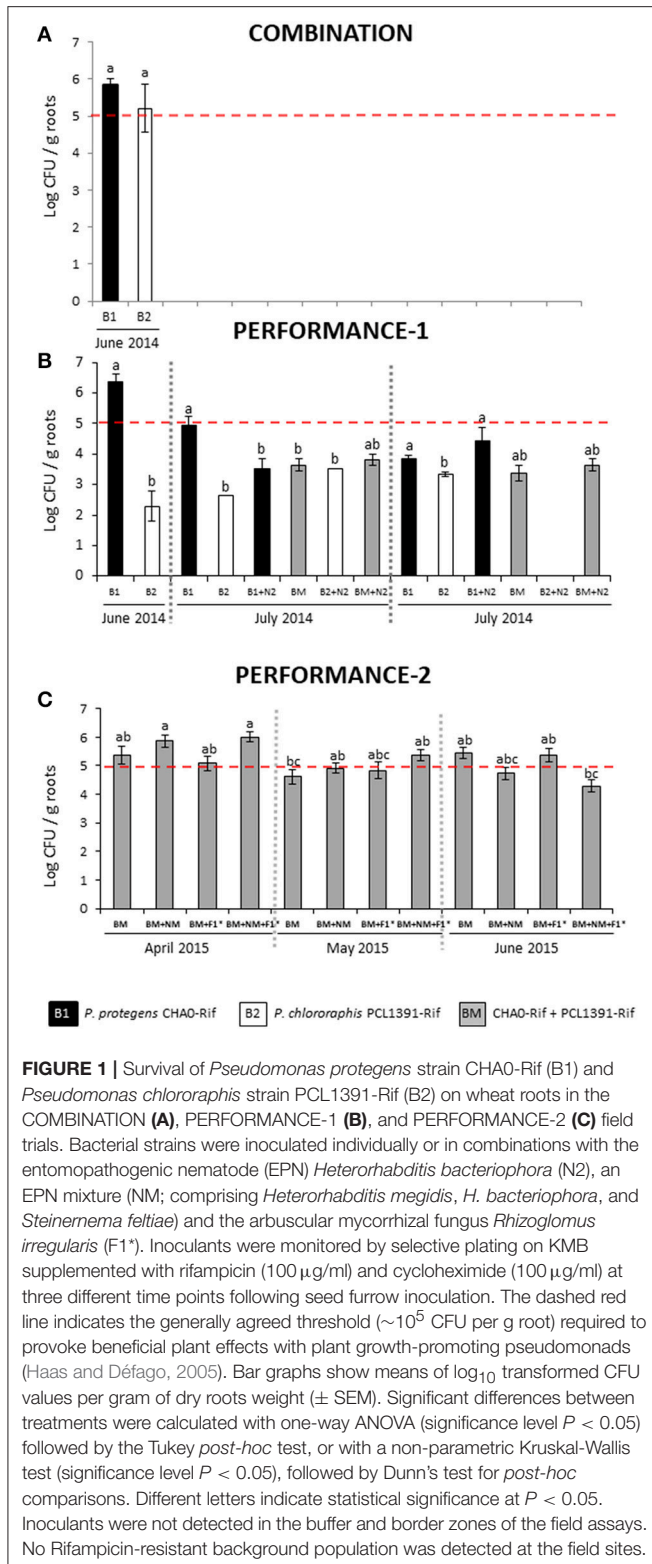 A
COMBINATION
Log CFU / g roots
7
6
5
4
3
2
1
0
a a
B1 B2
June 2014
PERFORMANCE-1
B
Log CFU / g roots
7
6
5
4
3
2
1
0
a b a b b b b ab a b a ab ab
B1 B2 B1 B2 B1+N2 BM B2+N2 BM+N2 B1 B2 B1+N2 BM B2+N2 BM+N2
June 2014 July 2014 July 2014
PERFORMANCE-2
C
Log CFU / g roots
7
6
5
4
3
2
1
0
ab a ab a bc ab abc ab ab abc ab bc
BM BM+NM BM+F1* BM+NM+F1* BM BM+NM BM+F1* BM+NM+F1* BM BM+NM BM+F1* BM+NM+F1*
April 2015 May 2015 June 2015
B1 P. protegens CHA0-Rif B2 P. chlororaphis PCL1391-Rif BM CHA0-Rif + PCL1391-Rif
FIGURE 1 | Survival of Pseudomonas protegens strain CHA0-Rif (B1) and
Pseudomonas chlororaphis strain PCL1391-Rif (B2) on wheat roots in the
COMBINATION (A), PERFORMANCE-1 (B), and PERFORMANCE-2 (C) field
trials. Bacterial strains were inoculated individually or in combinations with the
entomopathogenic nematode (EPN) Heterorhabditis bacteriophora (N2), an
EPN mixture (NM; comprising Heterorhabditis megidis, H. bacteriophora, and
Steinernema feltiae) and the arbuscular mycorrhizal fungus Rhizoglomus
irregularis (F1*). Inoculants were monitored by selective plating on KMB
supplemented with rifampicin (100 µg/ml) and cycloheximide (100 µg/ml) at
three different time points following seed furrow inoculation. The dashed red
line indicates the generally agreed threshold (~10⁵ CFU per g root) required to
provoke beneficial plant effects with plant growth-promoting pseudomonads
(Haas and Défago, 2005). Bar graphs show means of log₁₀ transformed CFU
values per gram of dry roots weight (± SEM). Significant differences between
treatments were calculated with one-way ANOVA (significance level P < 0.05)
followed by the Tukey post-hoc test, or with a non-parametric Kruskal-Wallis
test (significance level P < 0.05), followed by Dunn's test for post-hoc
comparisons. Different letters indicate statistical significance at P < 0.05.
Inoculants were not detected in the buffer and border zones of the field assays.
No Rifampicin-resistant background population was detected at the field sites.